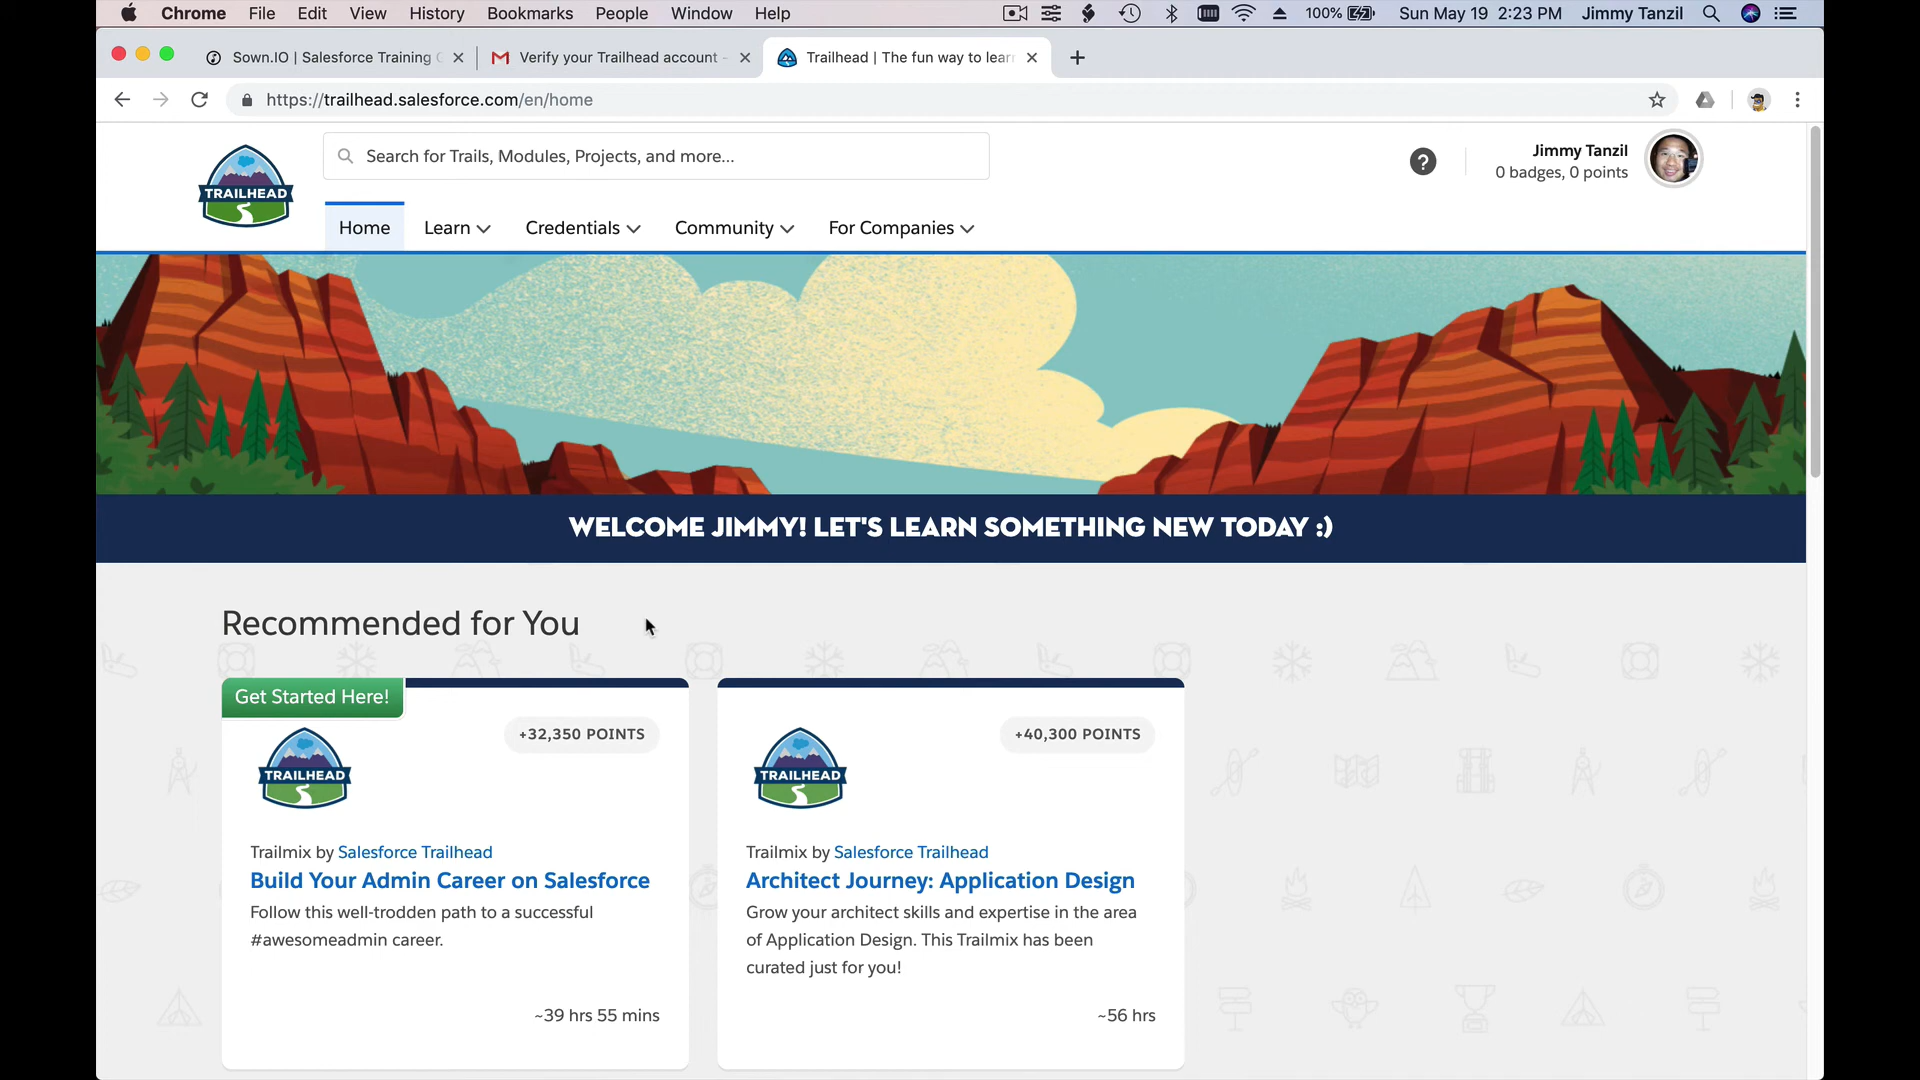 Chrome File Edit View History Bookmarks People Window Help 100% Sun May 19 2:23 PM Jimmy Tanzil
Sown.IO | Salesforce Training Verify your Trailhead account - Trailhead | The fun way to lear
https://trailhead.salesforce.com/en/home
TRAILHEAD
Search for Trails, Modules, Projects, and more...
?
Jimmy Tanzil
0 badges, 0 points
Home Learn Credentials Community For Companies
WELCOME JIMMY! LET'S LEARN SOMETHING NEW TODAY :)
Recommended for You
Get Started Here!
+32,350 POINTS
TRAILHEAD
Trailmix by Salesforce Trailhead
Build Your Admin Career on Salesforce
Follow this well-trodden path to a successful
#awesomeadmin career.
~39 hrs 55 mins
+40,300 POINTS
TRAILHEAD
Trailmix by Salesforce Trailhead
Architect Journey: Application Design
Grow your architect skills and expertise in the area
of Application Design. This Trailmix has been
curated just for you!
~56 hrs